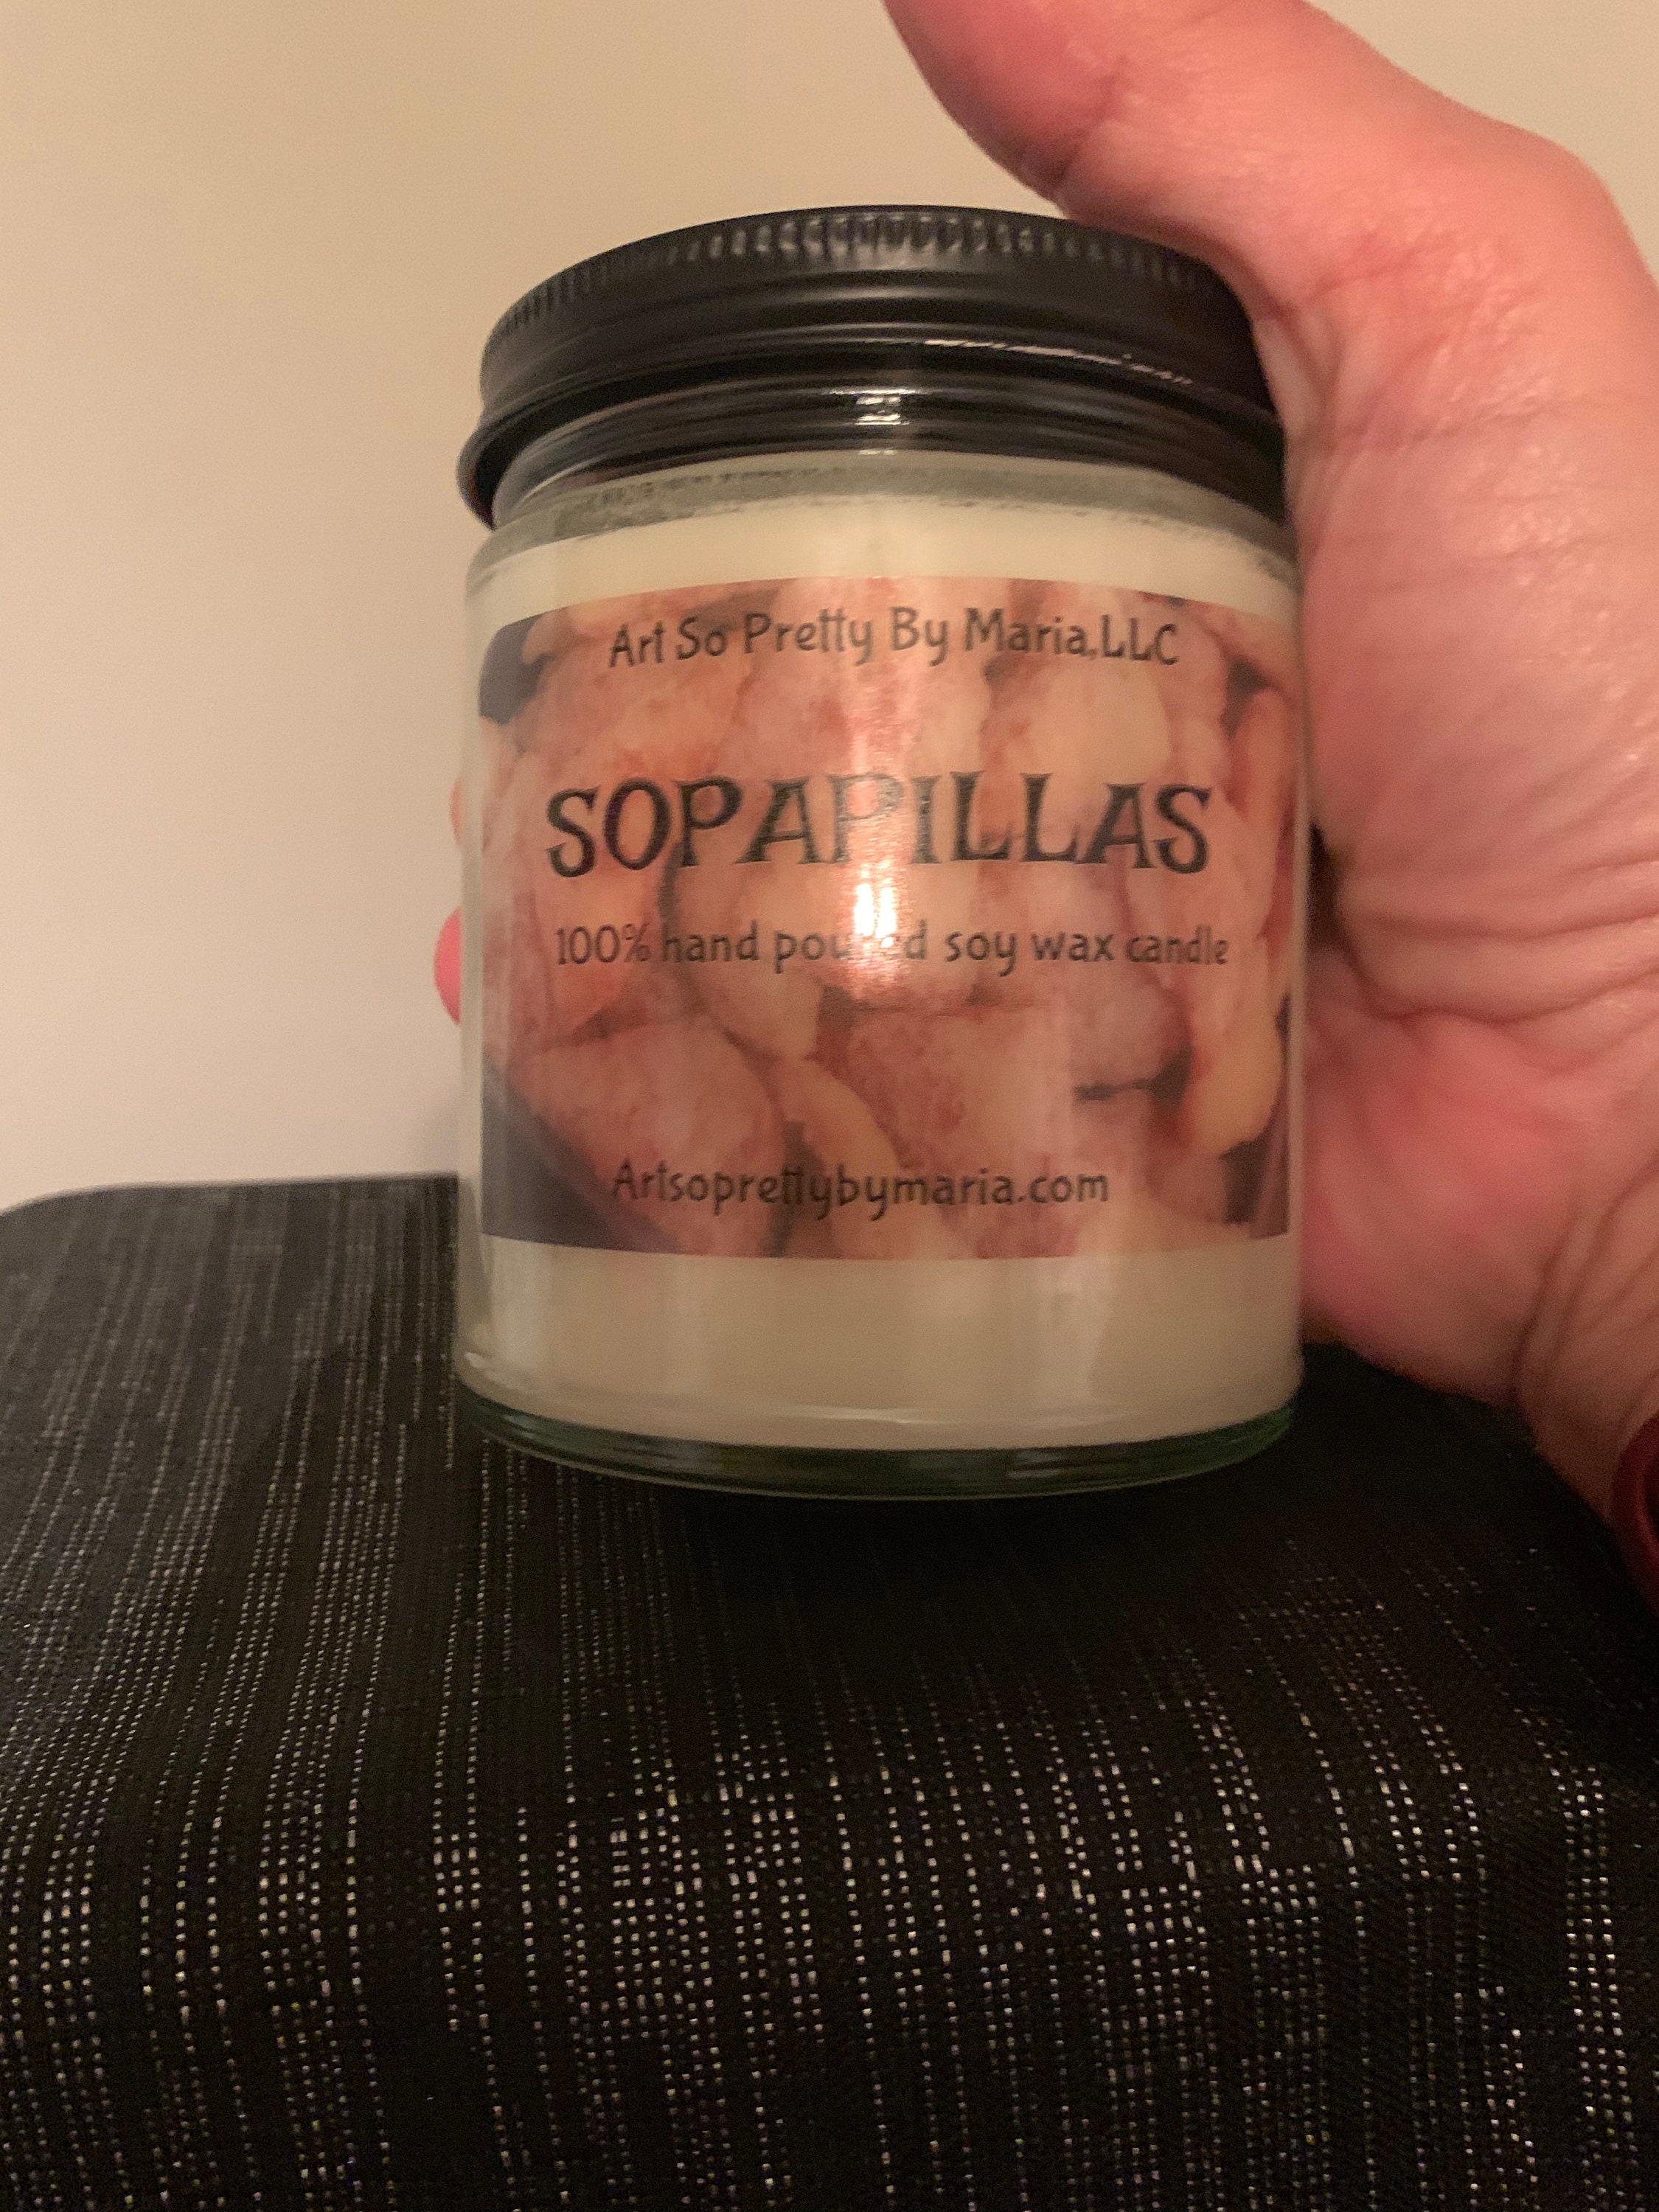 Art So Pretty By Maria,LLC
SOPAPILLAS
100% hand poured soy wax candle
Artsoprettybymaria.com